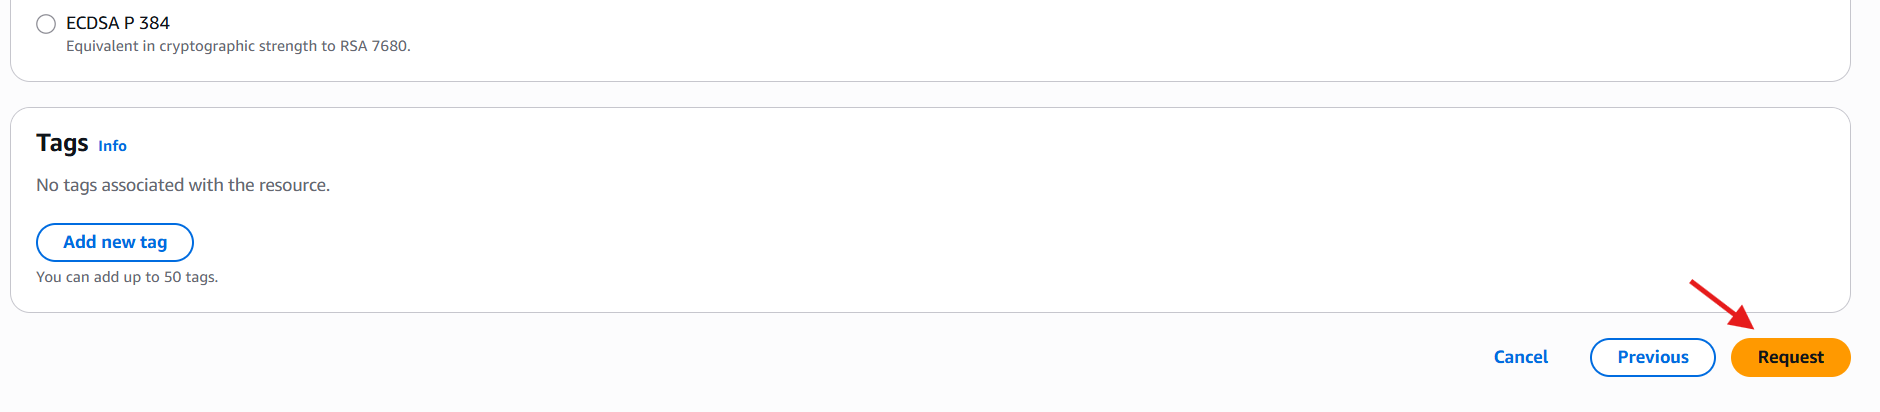 ECDSA P 384
Equivalent in cryptographic strength to RSA 7680.
Tags Info
No tags associated with the resource.
Add new tag
You can add up to 50 tags.
Cancel Previous Request